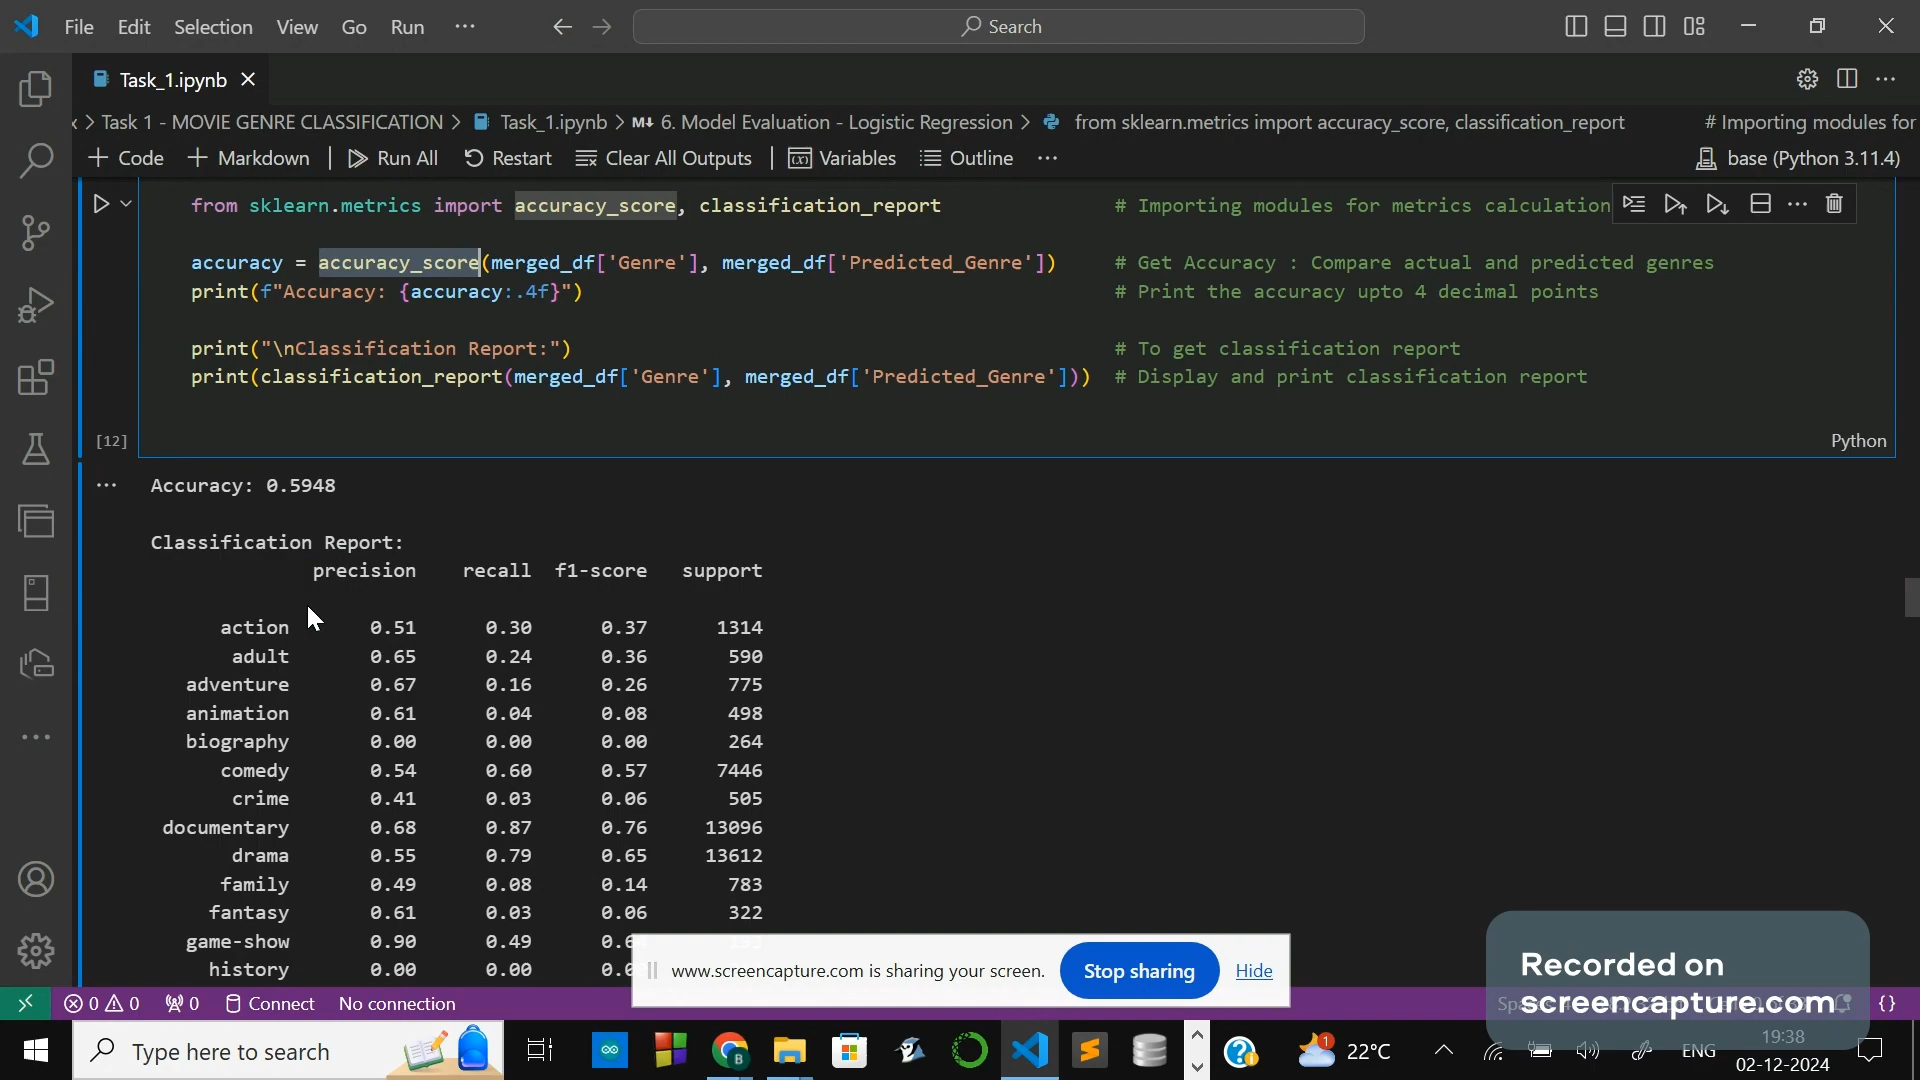 File Edit Selection View Go Run ··· Search
Task_1.ipynb
Task 1 - MOVIE GENRE CLASSIFICATION > Task_1.ipynb > M↓ 6. Model Evaluation - Logistic Regression > from sklearn.metrics import accuracy_score, classification_report # Importing modules for
+ Code + Markdown | Run All Restart Clear All Outputs | Variables Outline ··· base (Python 3.11.4)
from sklearn.metrics import accuracy_score, classification_report # Importing modules for metrics calculation
accuracy = accuracy_score(merged_df['Genre'], merged_df['Predicted_Genre']) # Get Accuracy : Compare actual and predicted genres
print(f"Accuracy: {accuracy:.4f}") # Print the accuracy upto 4 decimal points
print("\nClassification Report:") # To get classification report
print(classification_report(merged_df['Genre'], merged_df['Predicted_Genre'])) # Display and print classification report
[12] Python
Accuracy: 0.5948
Classification Report:
precision recall f1-score support
action 0.51 0.30 0.37 1314
adult 0.65 0.24 0.36 590
adventure 0.67 0.16 0.26 775
animation 0.61 0.04 0.08 498
biography 0.00 0.00 0.00 264
comedy 0.54 0.60 0.57 7446
crime 0.41 0.03 0.06 505
documentary 0.68 0.87 0.76 13096
drama 0.55 0.79 0.65 13612
family 0.49 0.08 0.14 783
fantasy 0.61 0.03 0.06 322
game-show 0.90 0.49
history 0.00 0.00
www.screencapture.com is sharing your screen. Stop sharing Hide
Recorded on
screencapture.com
0 0 0 Connect No connection {}
Type here to search 1 22°C ENG 19:38
02-12-2024